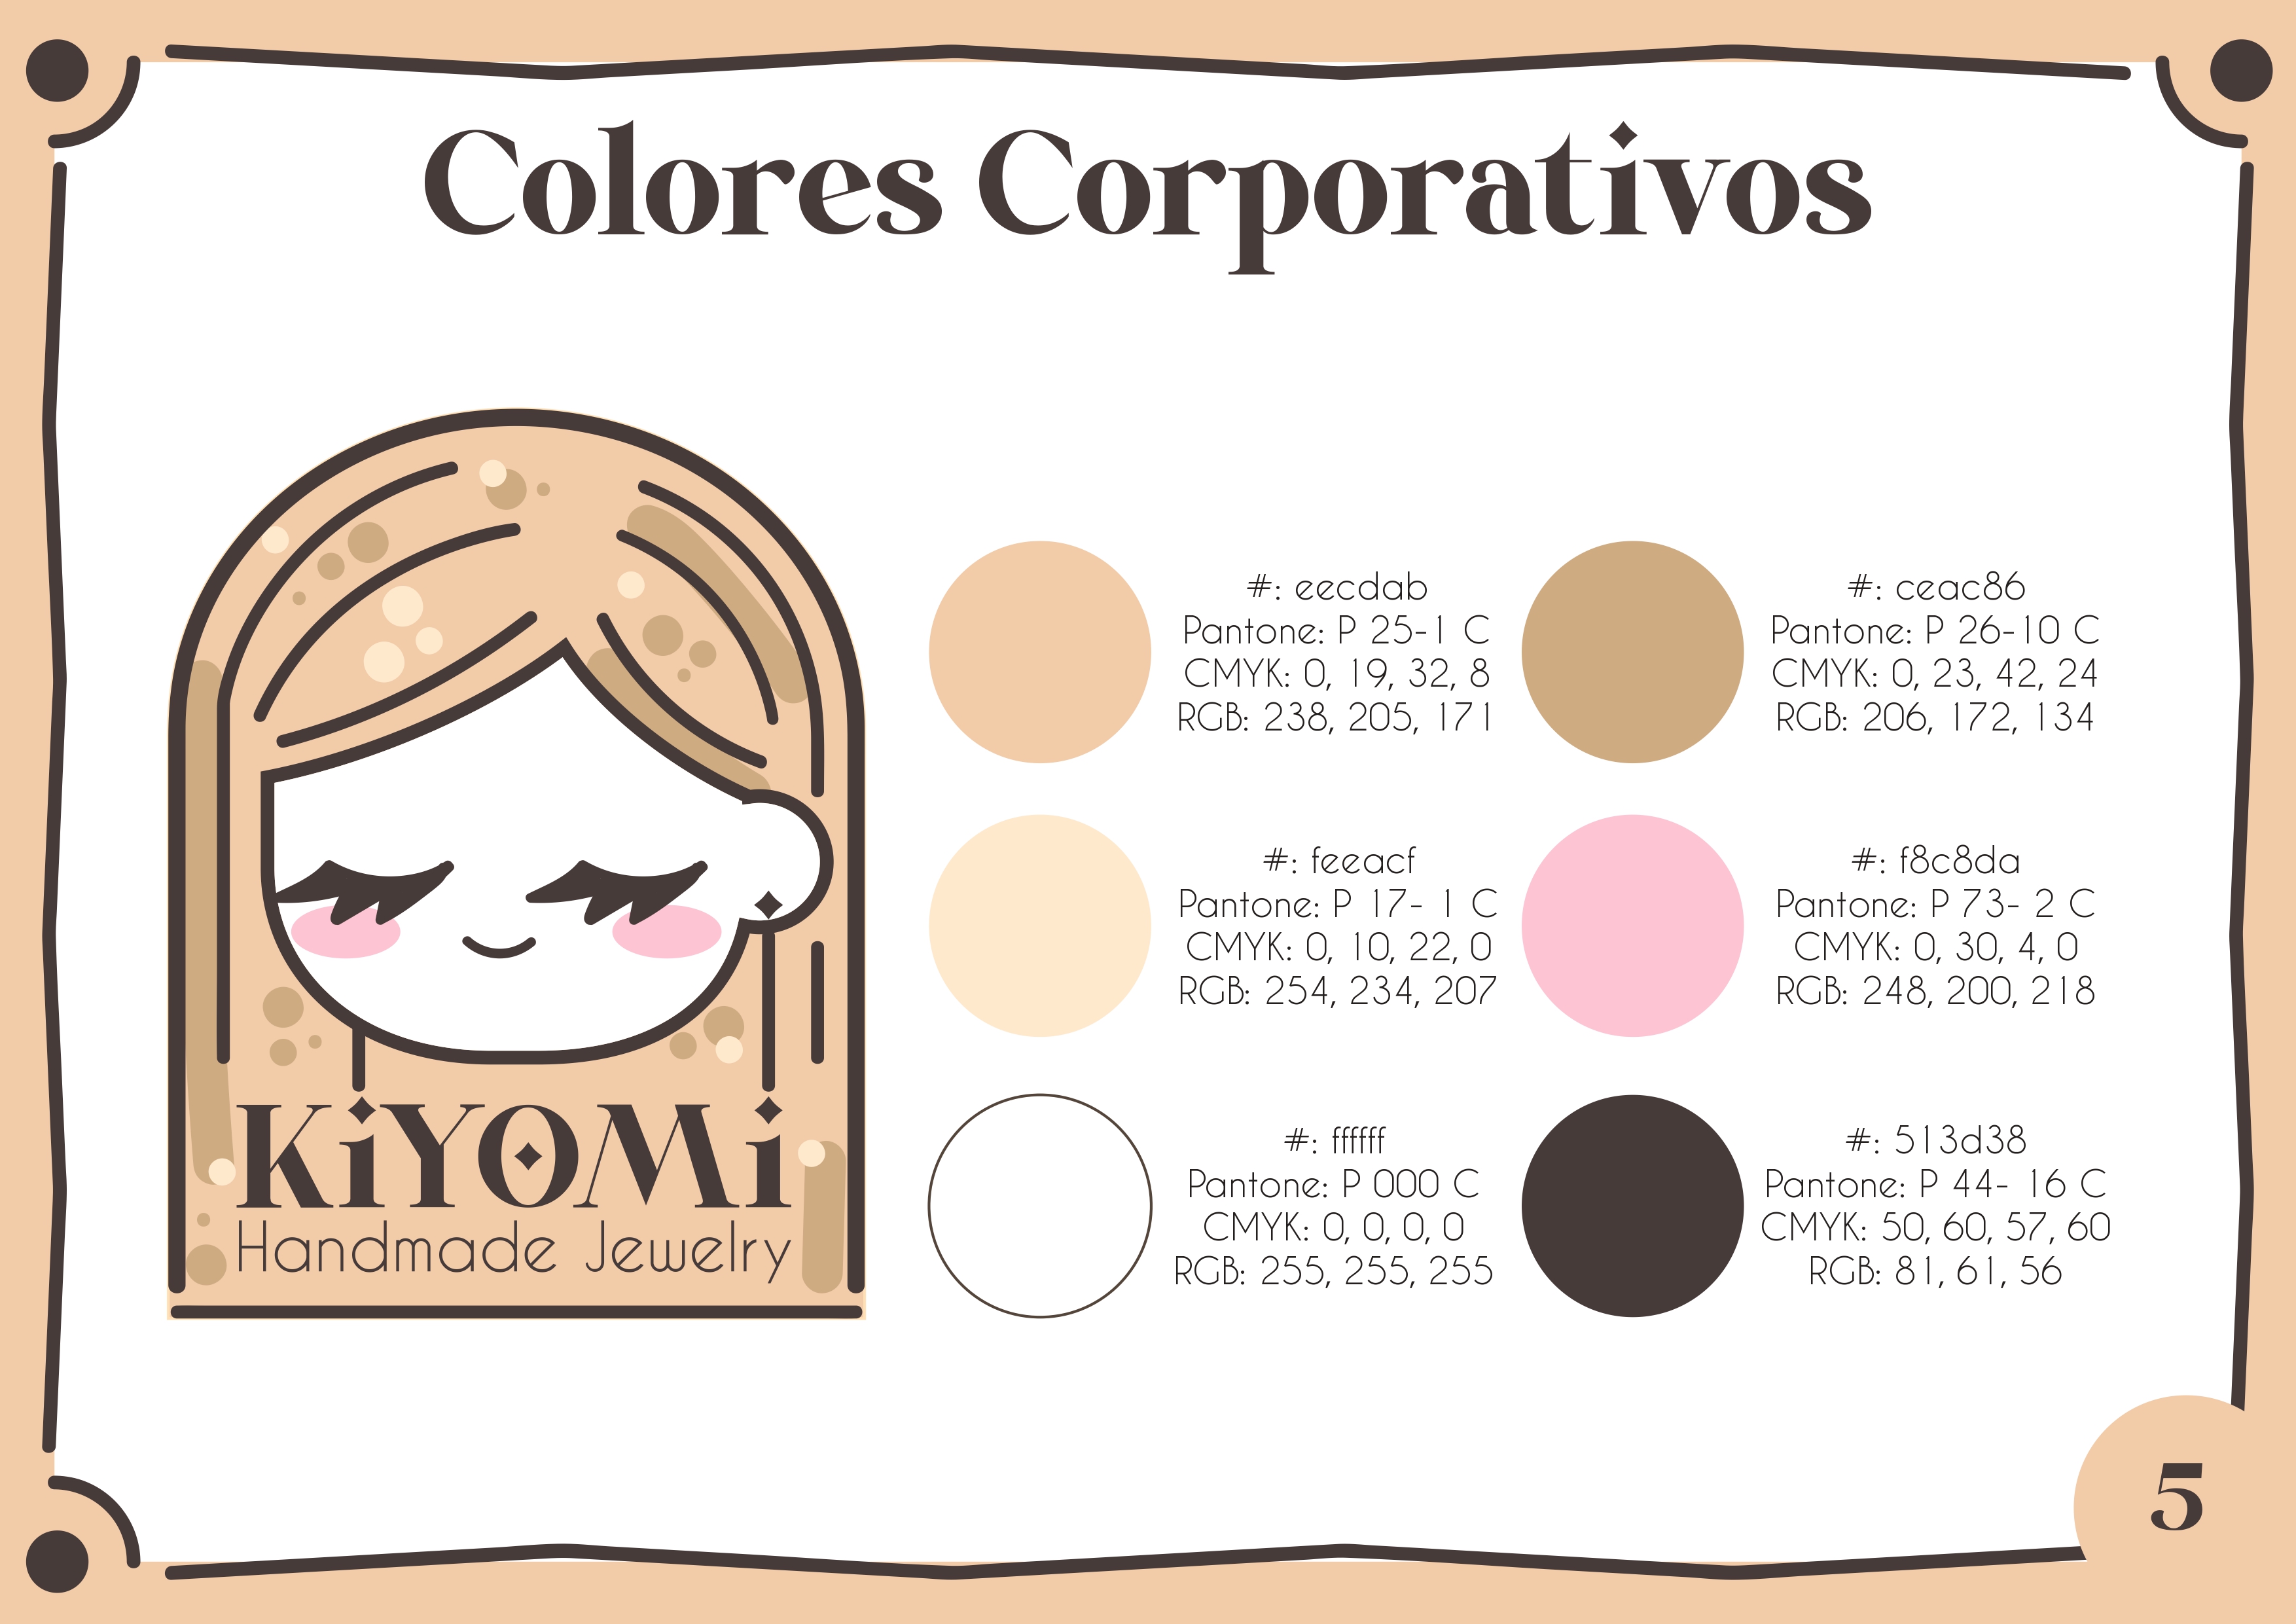 Colores Corporativos
KiYOMi
Handmade Jewelry
#: eecdab
Pantone: P 25-1 C
CMYK: 0, 19, 32, 8
RGB: 238, 205, 171
#: ceac86
Pantone: P 26-10 C
CMYK: 0, 23, 42, 24
RGB: 206, 172, 134
#: feeacf
Pantone: P 17- 1 C
CMYK: 0, 10, 22, 0
RGB: 254, 234, 207
#: f8c8da
Pantone: P 73- 2 C
CMYK: 0, 30, 4, 0
RGB: 248, 200, 218
#: ffffff
Pantone: P 000 C
CMYK: 0, 0, 0, 0
RGB: 255, 255, 255
#: 513d38
Pantone: P 44- 16 C
CMYK: 50, 60, 57, 60
RGB: 81, 61, 56
5